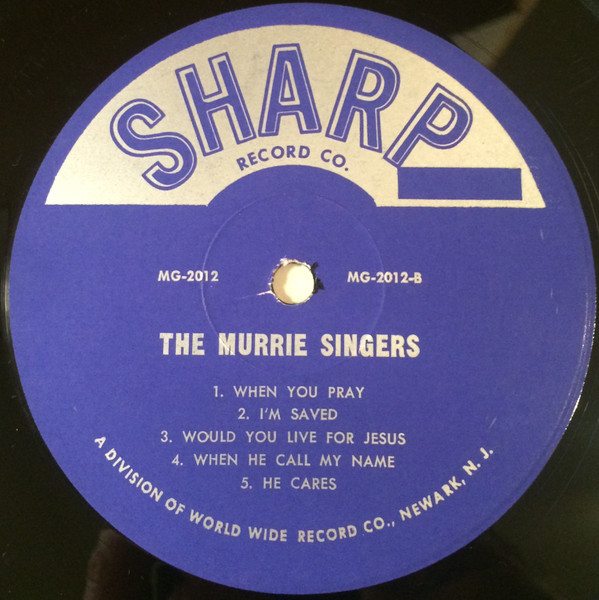 SHARP
RECORD CO.
MG-2012
MG-2012-B
THE MURRIE SINGERS
1. WHEN YOU PRAY
2. I'M SAVED
3. WOULD YOU LIVE FOR JESUS
4. WHEN HE CALL MY NAME
5. HE CARES
A DIVISION OF WORLD WIDE RECORD CO., NEWARK, N. J.